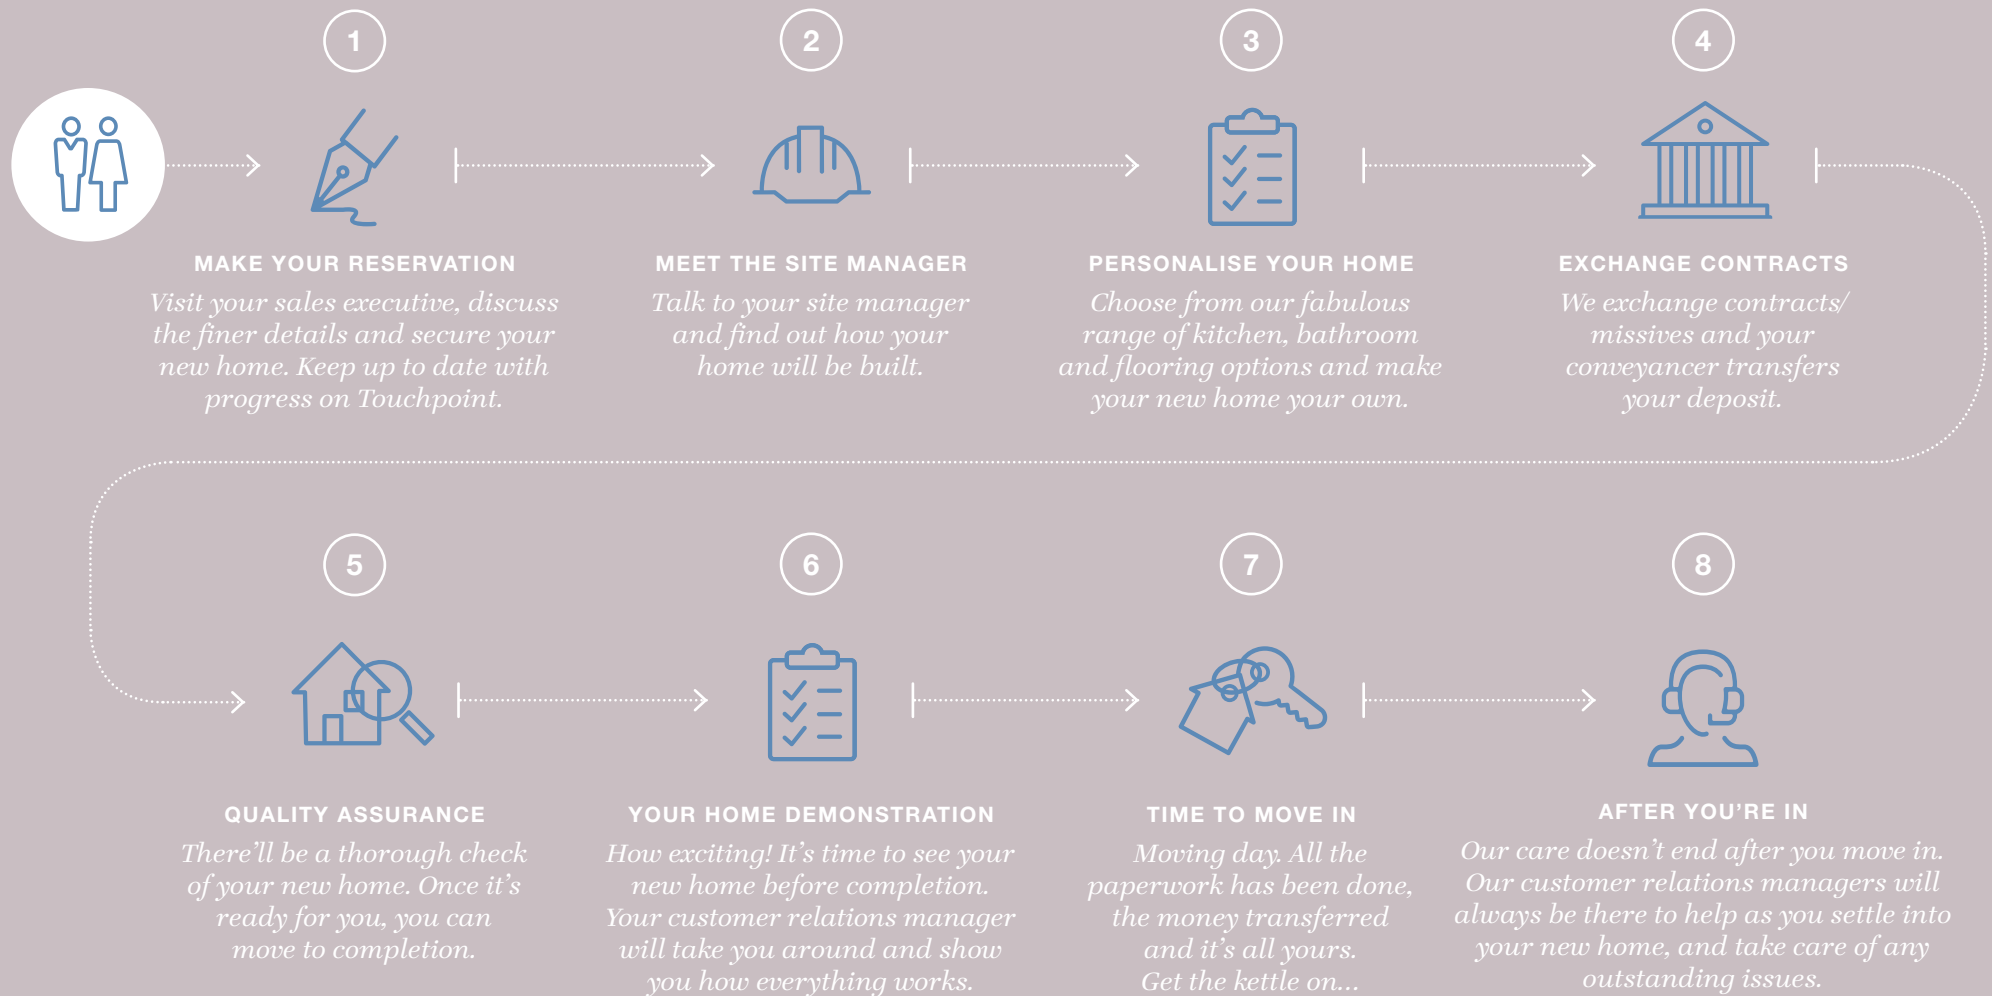 1
MAKE YOUR RESERVATION
Visit your sales executive, discuss
the finer details and secure your
new home. Keep up to date with
progress on Touchpoint.
2
MEET THE SITE MANAGER
Talk to your site manager
and find out how your
home will be built.
3
PERSONALISE YOUR HOME
Choose from our fabulous
range of kitchen, bathroom
and flooring options and make
your new home your own.
4
EXCHANGE CONTRACTS
We exchange contracts/
missives and your
conveyancer transfers
your deposit.
5
QUALITY ASSURANCE
There’ll be a thorough check
of your new home. Once it’s
ready for you, you can
move to completion.
6
YOUR HOME DEMONSTRATION
How exciting! It’s time to see your
new home before completion.
Your customer relations manager
will take you around and show
you how everything works.
7
TIME TO MOVE IN
Moving day. All the
paperwork has been done,
the money transferred
and it’s all yours.
Get the kettle on...
8
AFTER YOU’RE IN
Our care doesn’t end after you move in.
Our customer relations managers will
always be there to help as you settle into
your new home, and take care of any
outstanding issues.